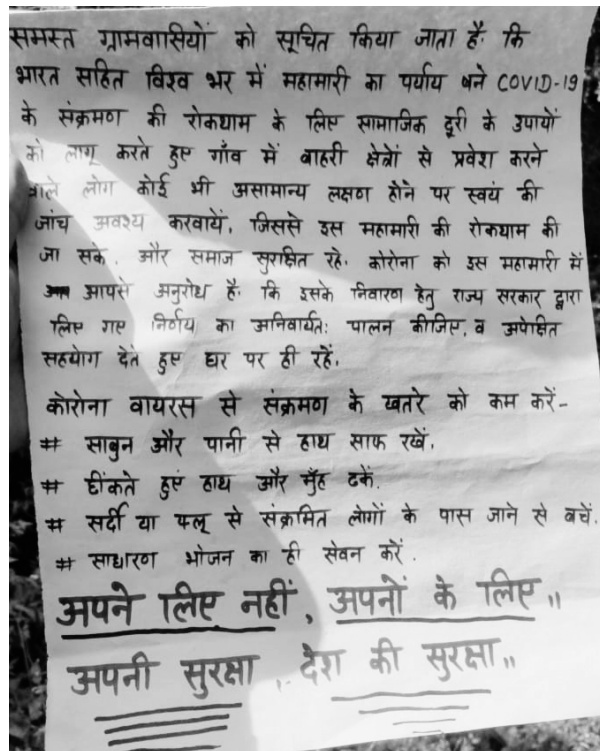 समस्त ग्रामवासियों को सूचित किया जाता है. कि
भारत सहित विश्व भर में महामारी का पर्याय बने COVID-19
के संक्रमण की रोकथाम के लिए सामाजिक दूरी के उपायों
को लागू करते हुए गाँव में बाहरी क्षेत्रों से प्रवेश करने
वाले लोग कोई भी असामान्य लक्षण होने पर स्वयं की
जांच अवश्य करवायें. जिससे इस महामारी की रोकथाम की
जा सके. और समाज सुरक्षित रहे. कोरोना को इस महामारी में
आपसे अनुरोध है. कि इसके निवारण हेतु राज्य सरकार द्वारा
लिए गए निर्णय का अनिवार्यत: पालन कीजिए. व अपेक्षित
सहयोग देते हुए घर पर ही रहें.
कोरोना वायरस से संक्रमण के खतरे को कम करें-
# साबुन और पानी से हाथ साफ रखें.
# छींकते हुए हाथ और मुँह ढकें.
# सर्दी या फ्लू से संक्रमित लोगों के पास जाने से बचें.
# साधारण भोजन का ही सेवन करें.
अपने लिए नहीं, अपनों के लिए,,
अपनी सुरक्षा, देश की सुरक्षा,,